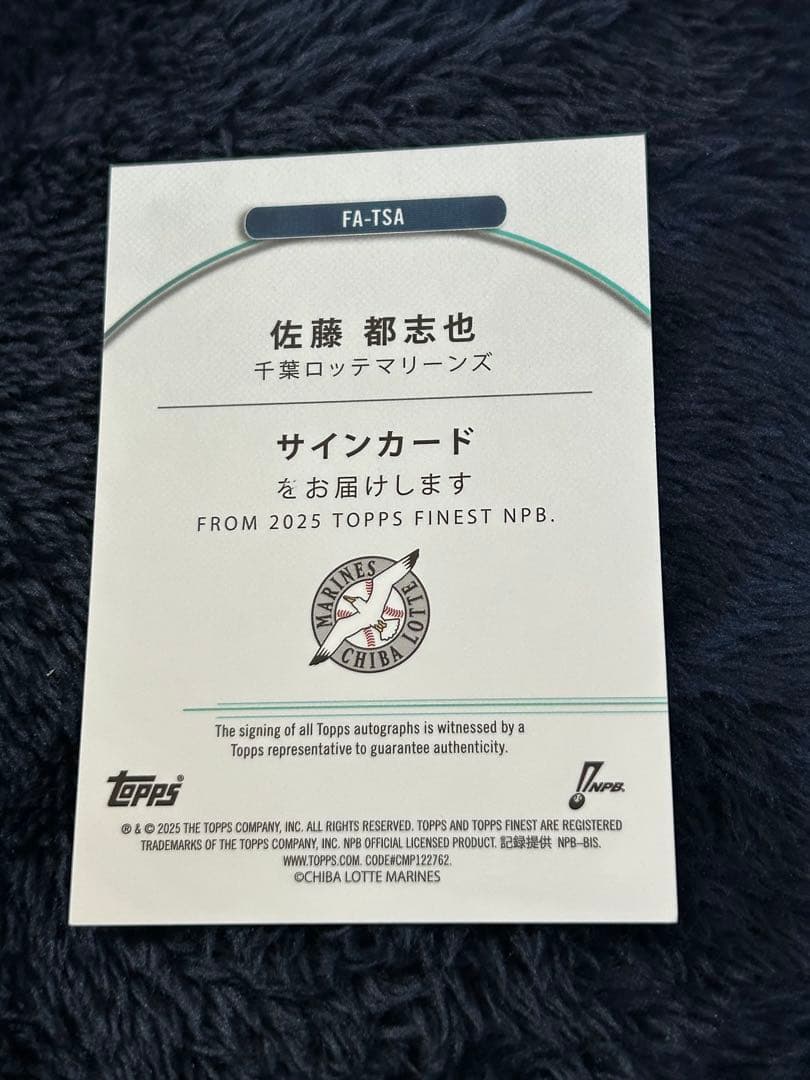 FA-TSA
佐藤 都志也
千葉ロッテマリーンズ
サインカード
をお届けします
FROM 2025 TOPPS FINEST NPB.
MARINES
CHIBA LOTTE
The signing of all Topps autographs is witnessed by a
Topps representative to guarantee authenticity.
topps®
NPB.
® & © 2025 THE TOPPS COMPANY, INC. ALL RIGHTS RESERVED. TOPPS AND TOPPS FINEST ARE REGISTERED
TRADEMARKS OF THE TOPPS COMPANY, INC. NPB OFFICIAL LICENSED PRODUCT. 記録提供 NPB-BIS.
WWW.TOPPS.COM. CODE#CMP122762.
©CHIBA LOTTE MARINES